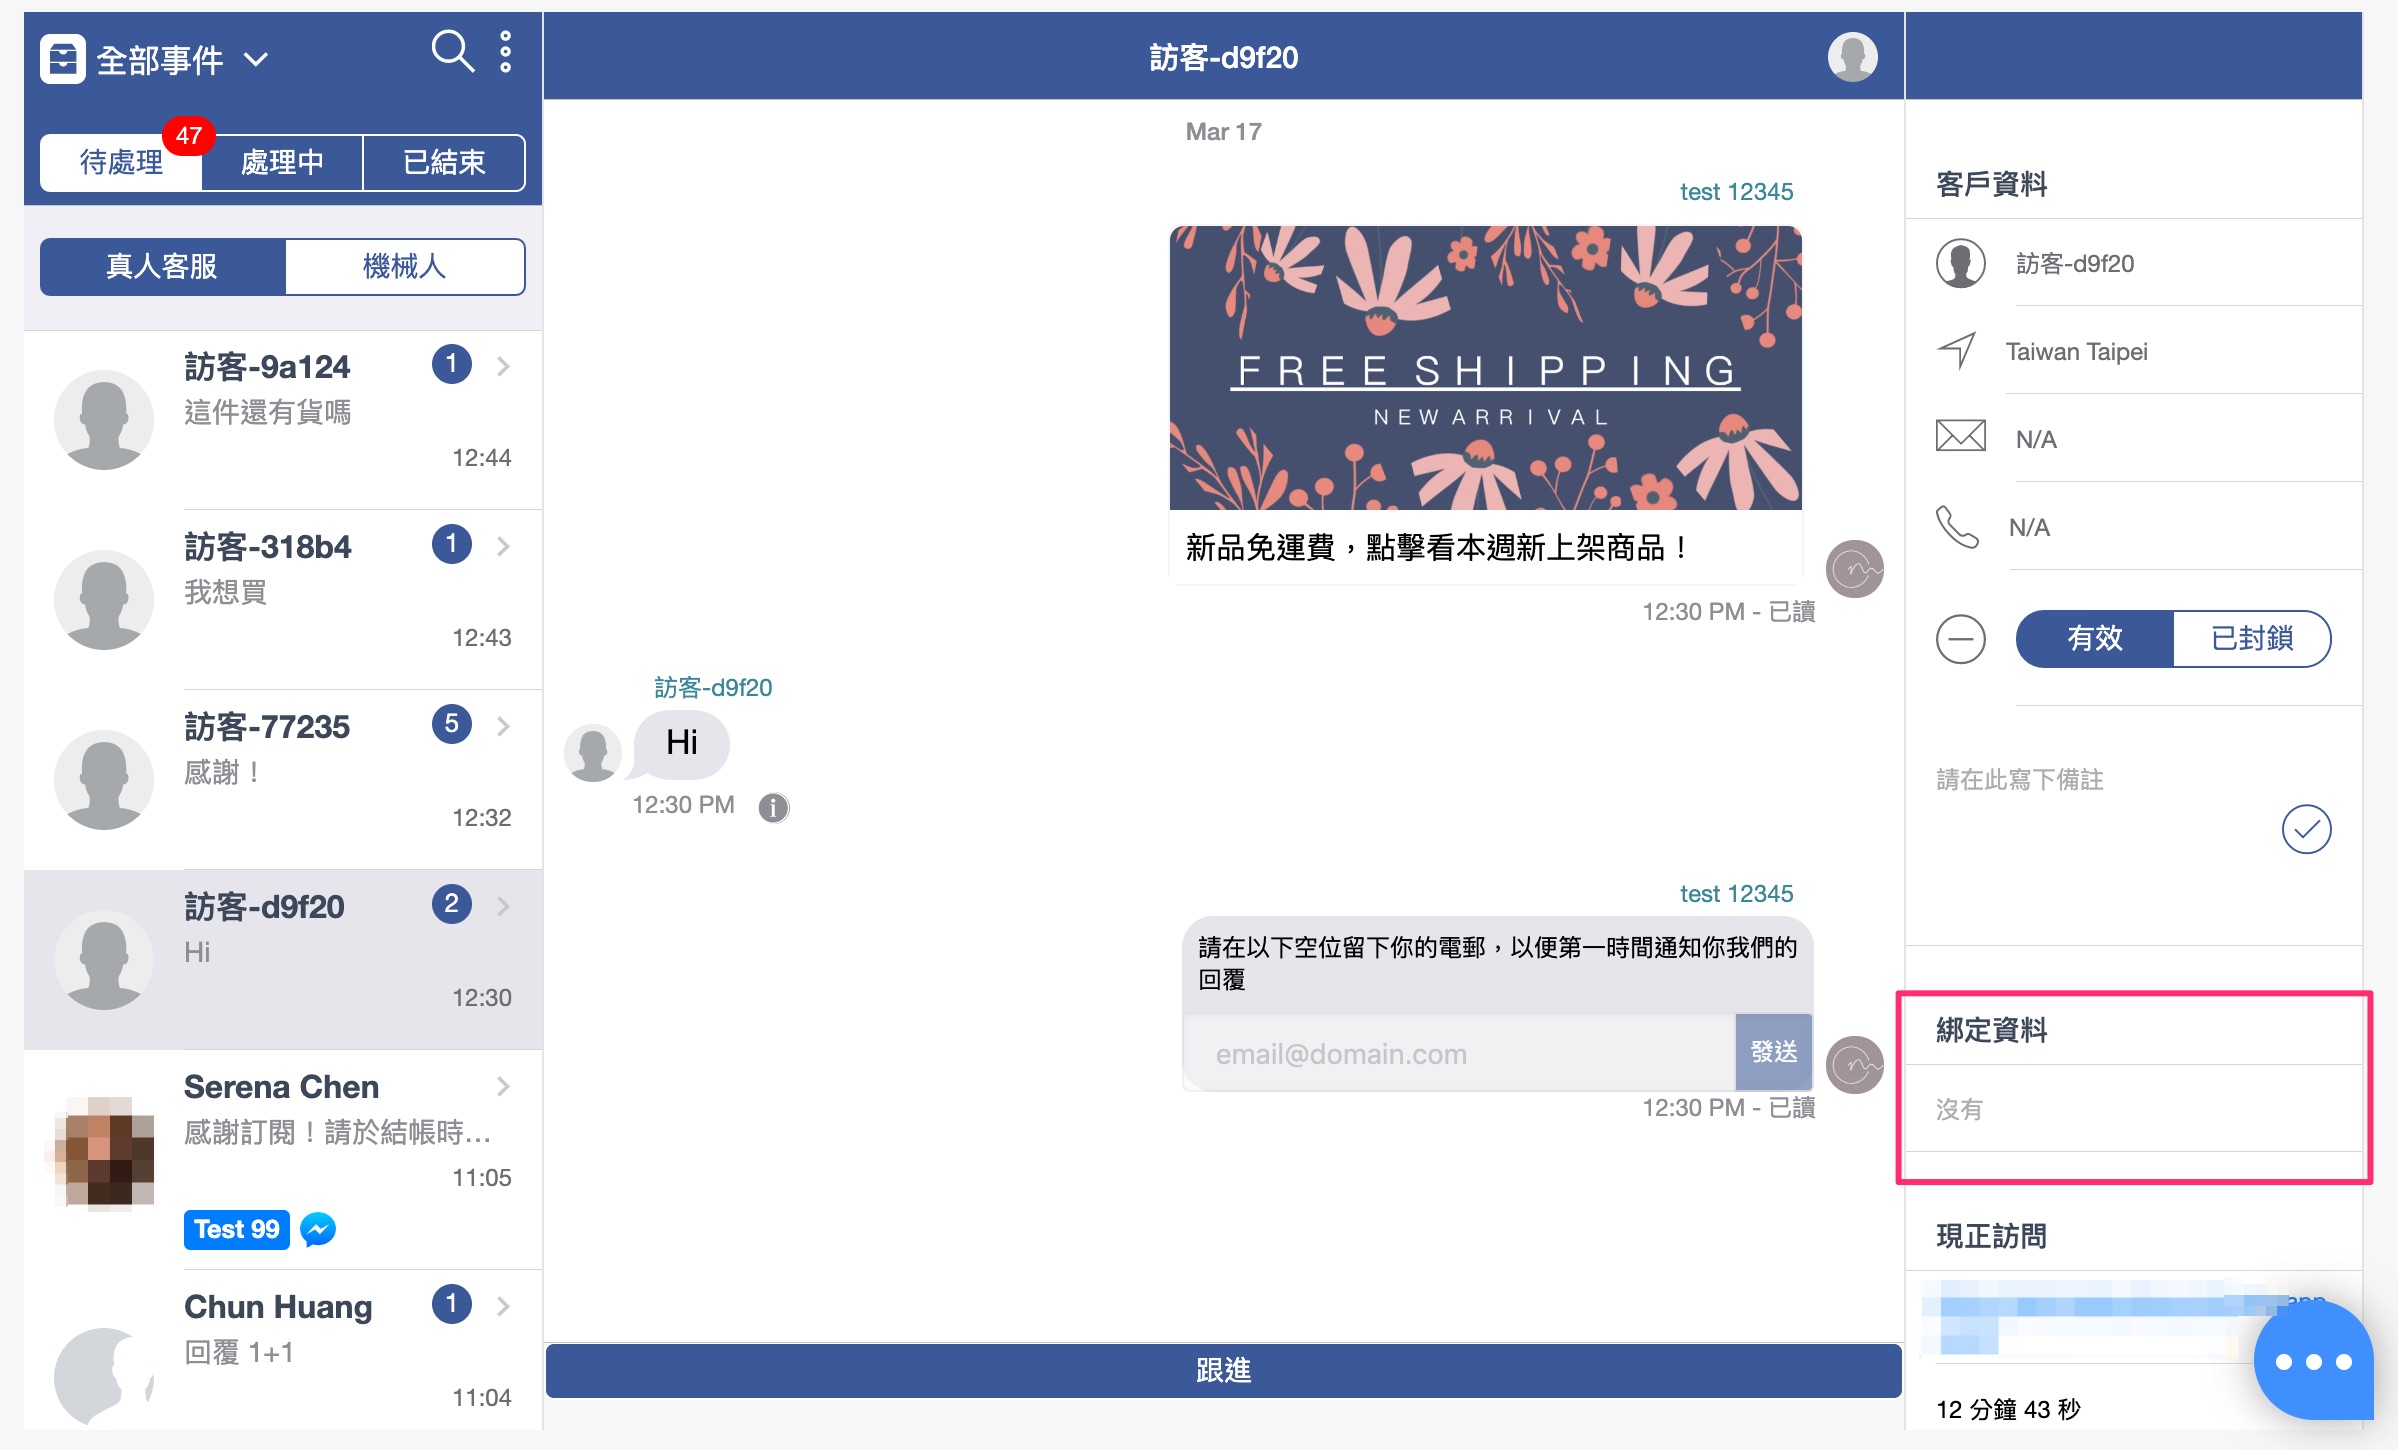 全部事件
待處理
47
處理中
已結束
真人客服
機械人
訪客-9a124
1
這件還有貨嗎
12:44
訪客-318b4
1
我想買
12:43
訪客-77235
5
感謝！
12:32
訪客-d9f20
2
Hi
12:30
Serena Chen
感謝訂閱！請於結帳時...
11:05
Test 99
Chun Huang
1
回覆 1+1
11:04
訪客-d9f20
Mar 17
test 12345
FREE SHIPPING
NEW ARRIVAL
新品免運費，點擊看本週新上架商品！
12:30 PM - 已讀
訪客-d9f20
Hi
12:30 PM
test 12345
請在以下空位留下你的電郵，以便第一時間通知你我們的
回覆
email@domain.com
發送
12:30 PM - 已讀
跟進
客戶資料
訪客-d9f20
Taiwan Taipei
N/A
N/A
有效
已封鎖
請在此寫下備註
綁定資料
沒有
現正訪問
12 分鐘 43 秒